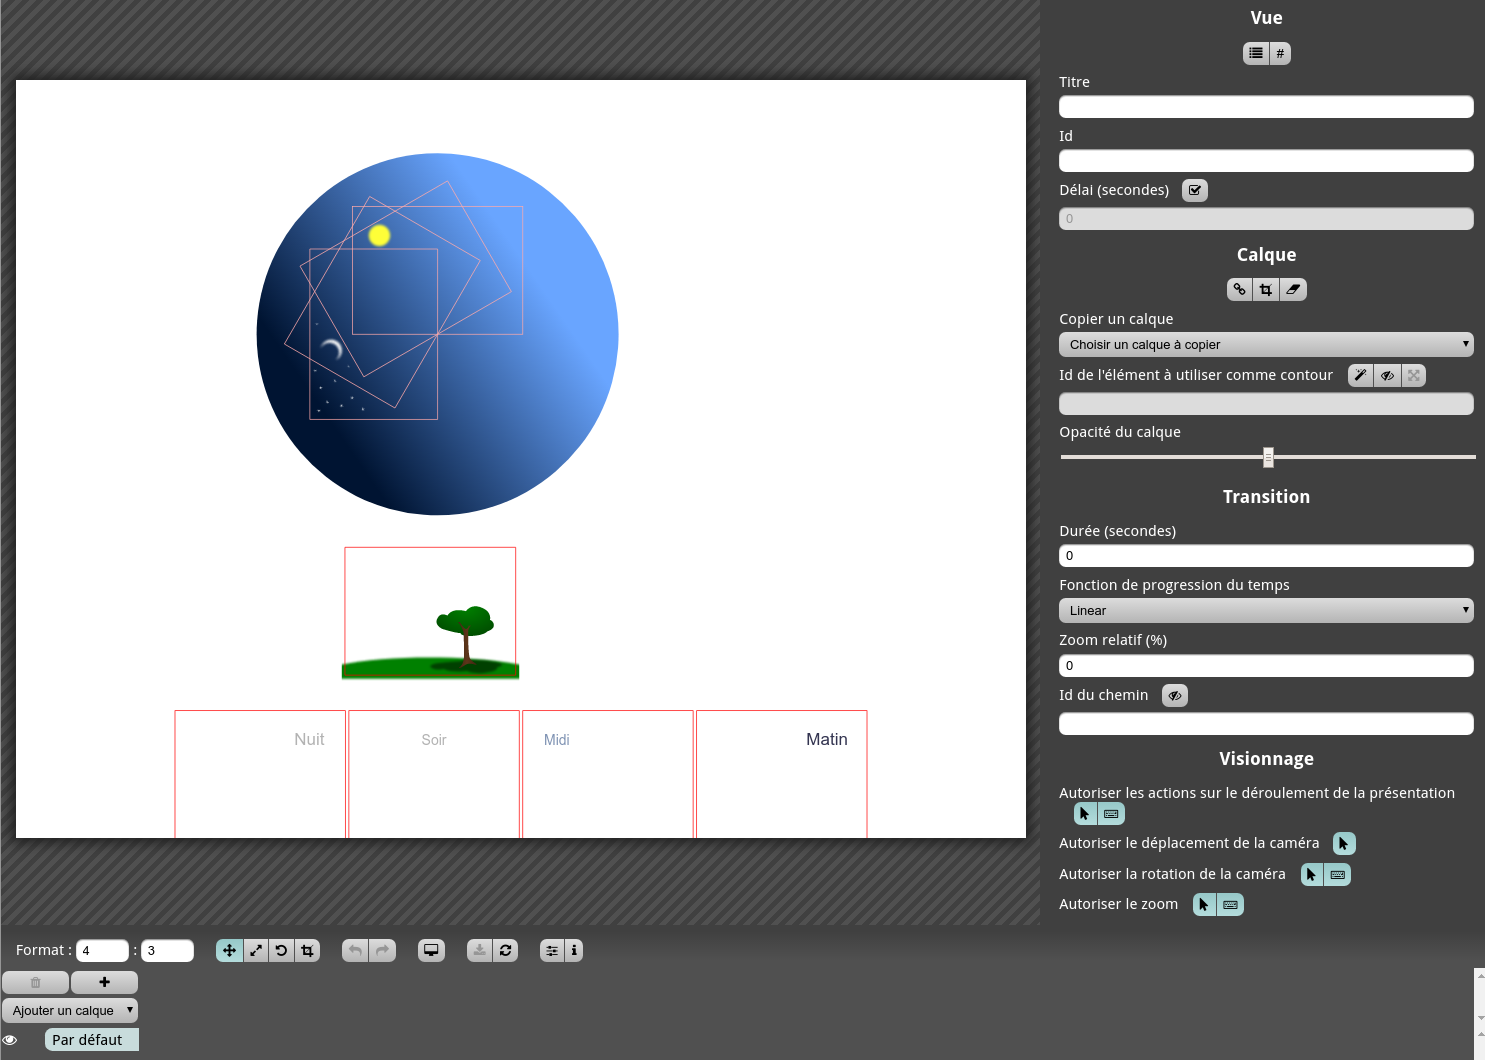 Vue
#
Titre
Id
Délai (secondes)
0
Calque
Copier un calque
Choisir un calque à copier
Id de l'élément à utiliser comme contour
Opacité du calque
Transition
Durée (secondes)
0
Fonction de progression du temps
Linear
Zoom relatif (%)
0
Id du chemin
Visionnage
Autoriser les actions sur le déroulement de la présentation
Autoriser le déplacement de la caméra
Autoriser la rotation de la caméra
Autoriser le zoom
Nuit
Soir
Midi
Matin
Format : 4 : 3
Ajouter un calque
Par défaut